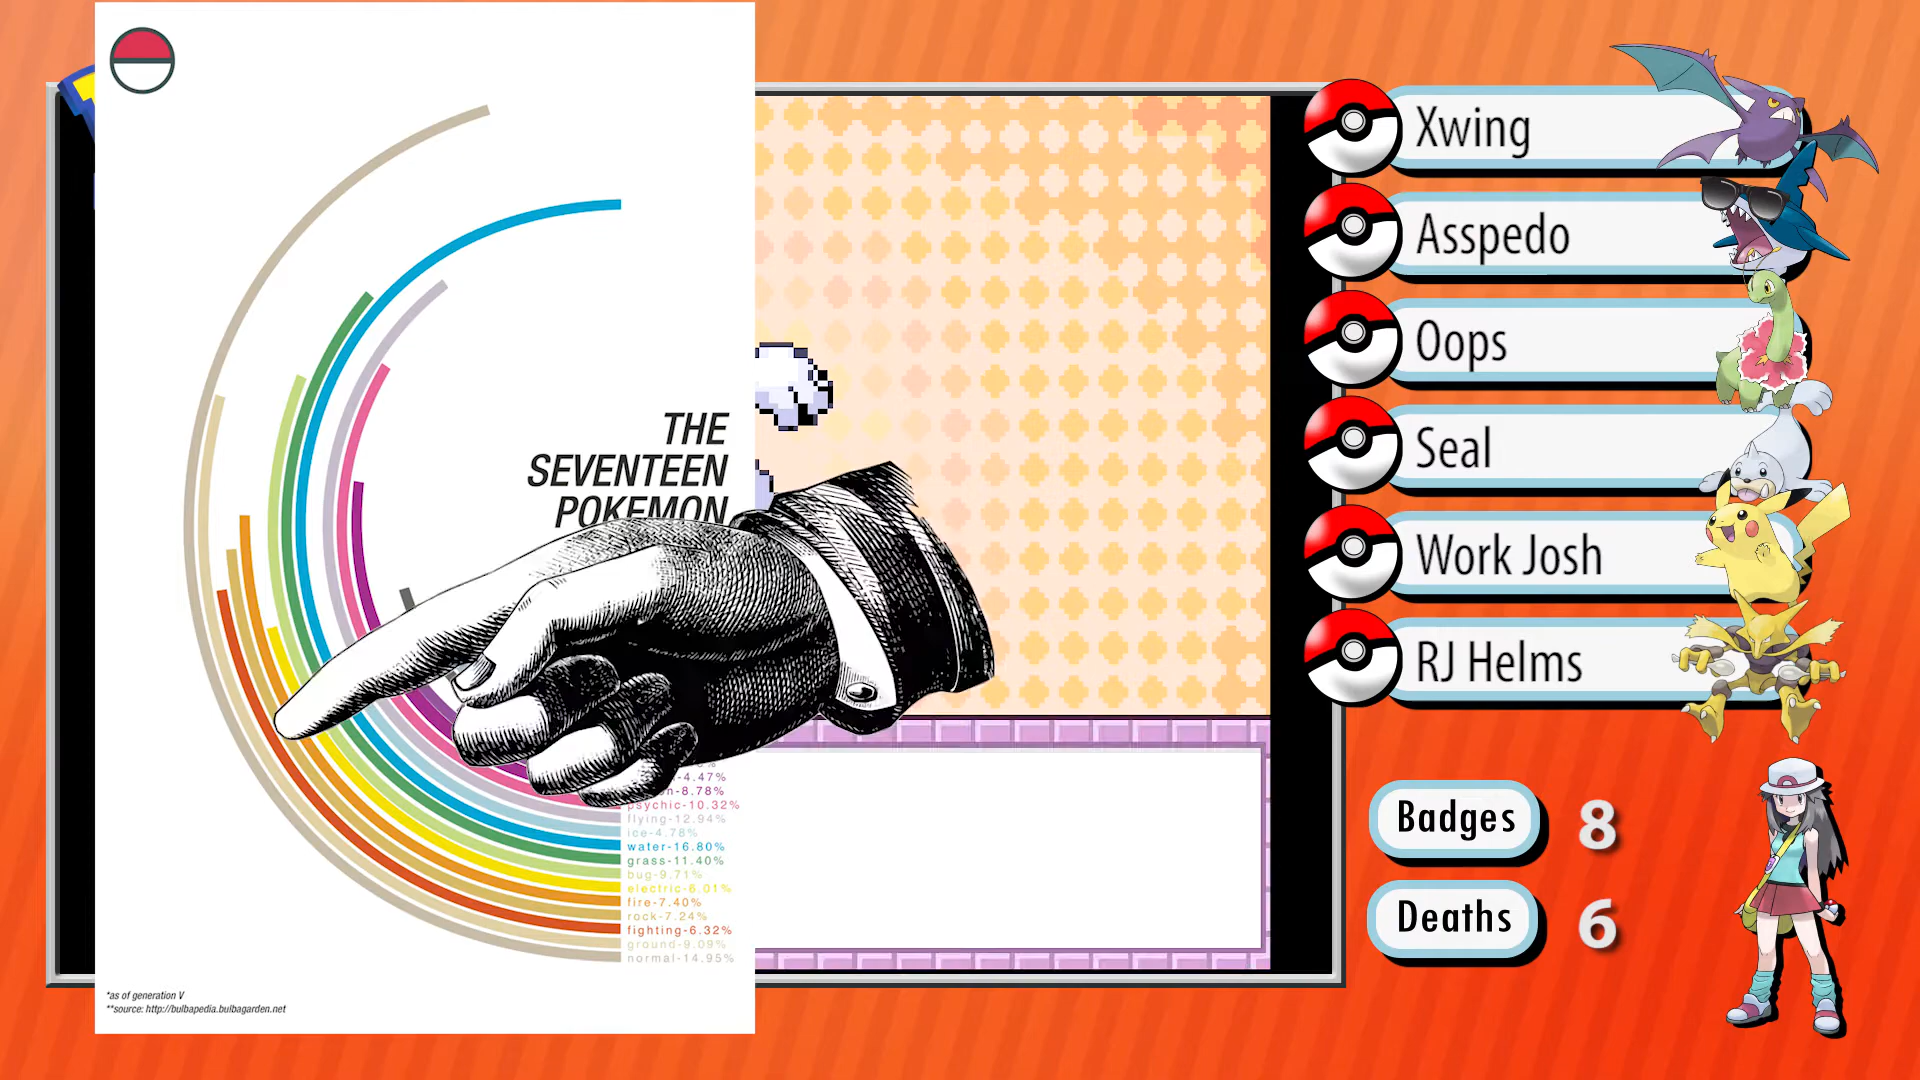 THE
SEVENTEEN
POKEMON
-4.47%
-8.78%
psychic-10.32%
flying-12.94%
ice-4.78%
water-16.80%
grass-11.40%
bug-9.71%
electric-6.01%
fire-7.40%
rock-7.24%
fighting-6.32%
ground-9.09%
normal-14.95%
*as of generation V
**source: http://bulbapedia.bulbagarden.net
Xwing
Asspedo
Oops
Seal
Work Josh
RJ Helms
Badges 8
Deaths 6